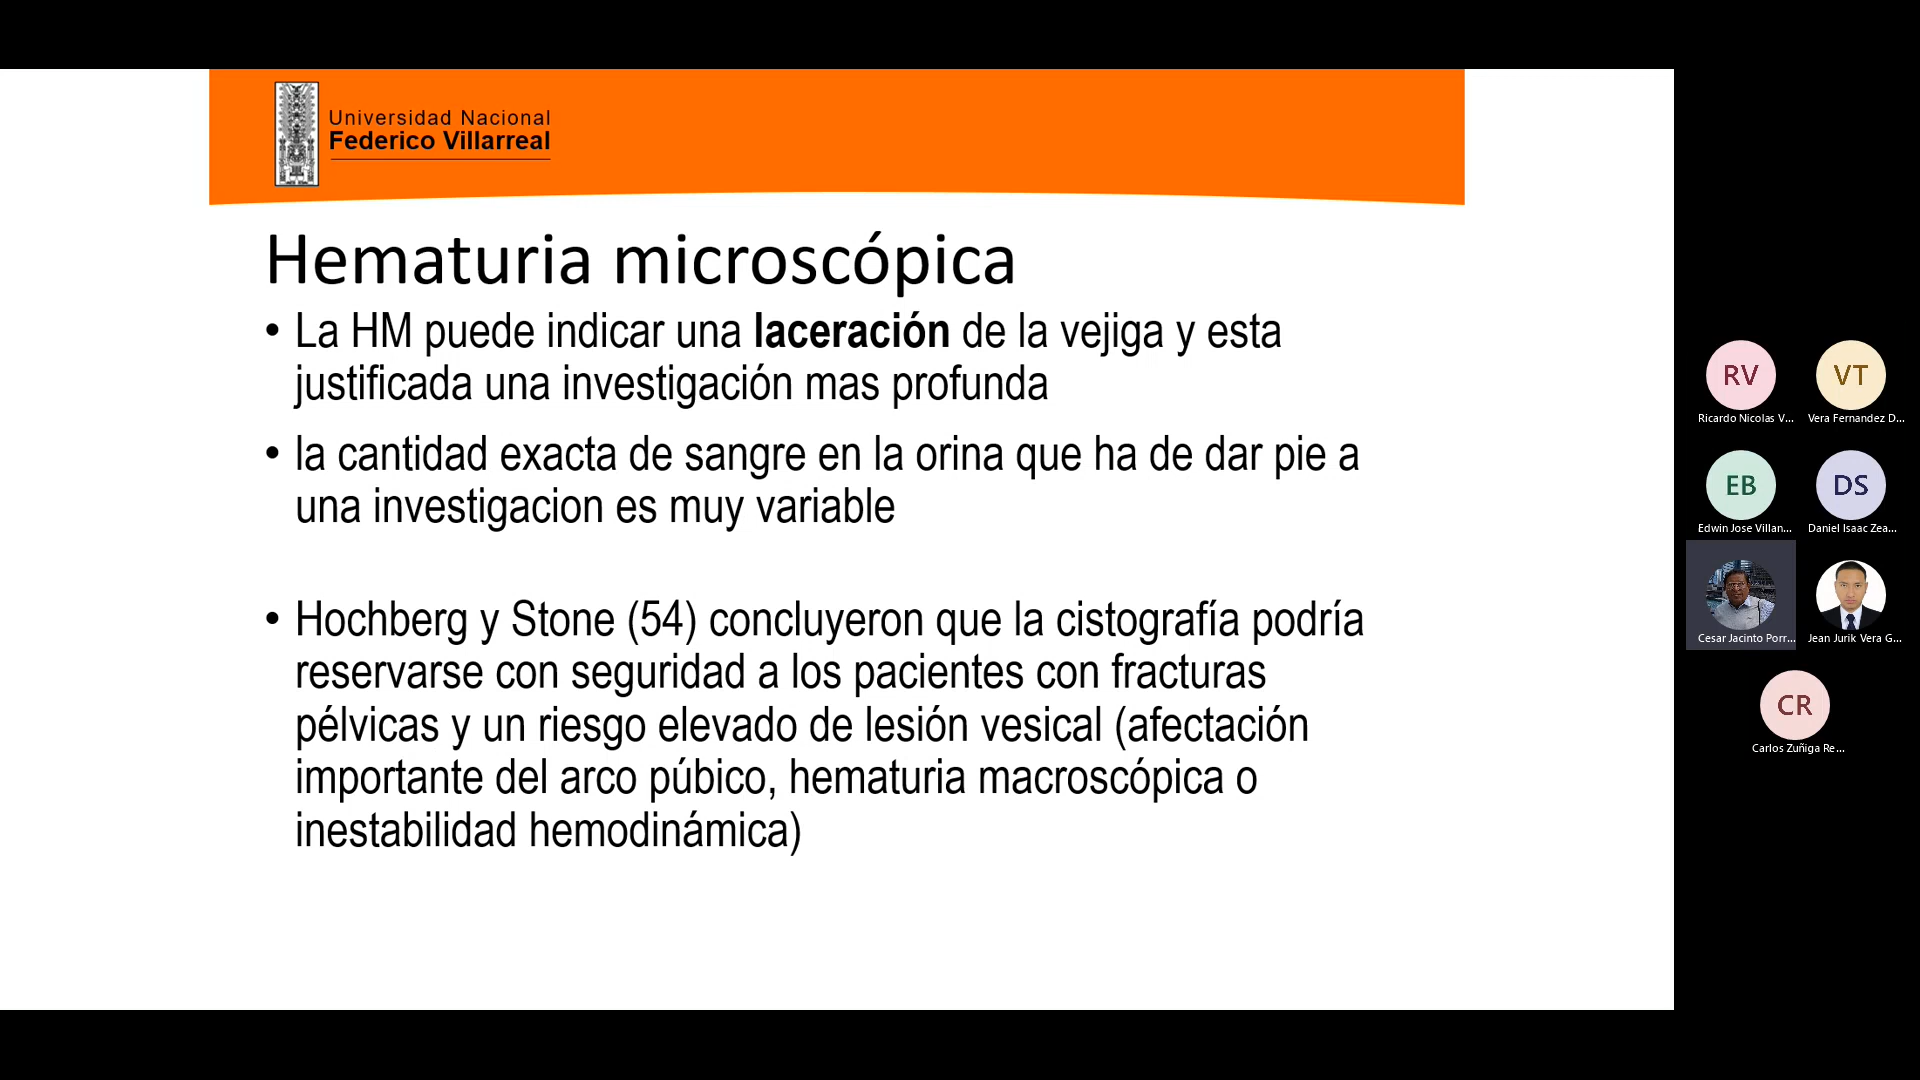 Universidad Nacional
Federico Villarreal
Hematuria microscópica
• La HM puede indicar una laceración de la vejiga y esta
justificada una investigación mas profunda
• la cantidad exacta de sangre en la orina que ha de dar pie a
una investigacion es muy variable
• Hochberg y Stone (54) concluyeron que la cistografía podría
reservarse con seguridad a los pacientes con fracturas
pélvicas y un riesgo elevado de lesión vesical (afectación
importante del arco púbico, hematuria macroscópica o
inestabilidad hemodinámica)
RV
Ricardo Nicolas V...
VT
Vera Fernandez D...
EB
Edwin Jose Villan...
DS
Daniel Isaac Zea...
Cesar Jacinto Porr...
Jean Jurik Vera G...
CR
Carlos Zuñiga Re...